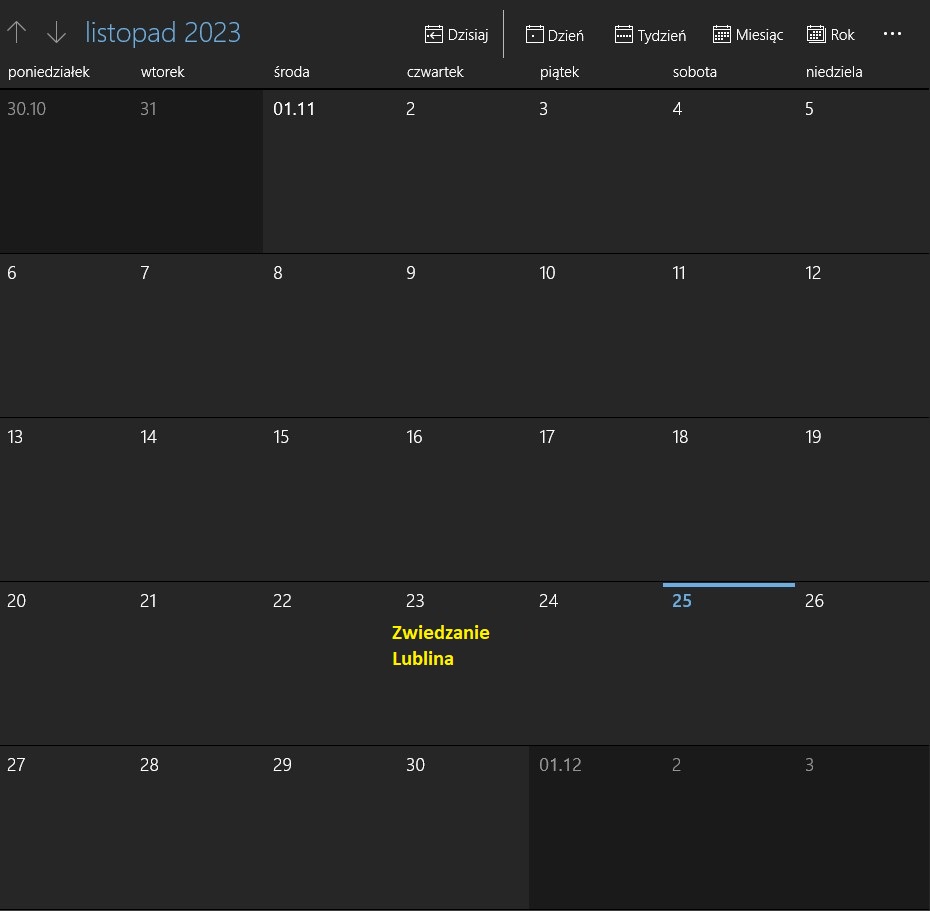 listopad 2023 Dzisiaj Dzień Tydzień Miesiąc Rok ...
poniedziałek wtorek środa czwartek piątek sobota niedziela
30.10 31 01.11 2 3 4 5
6 7 8 9 10 11 12
13 14 15 16 17 18 19
20 21 22 23 24 25 26
Zwiedzanie
Lublina
27 28 29 30 01.12 2 3